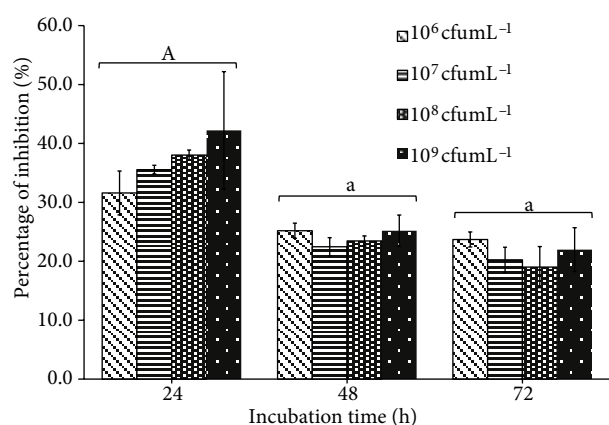 60.0
50.0
40.0
30.0
20.0
10.0
0.0
Percentage of inhibition (%)
A
a
a
10⁶ cfumL⁻¹
10⁷ cfumL⁻¹
10⁸ cfumL⁻¹
10⁹ cfumL⁻¹
24
48
72
Incubation time (h)